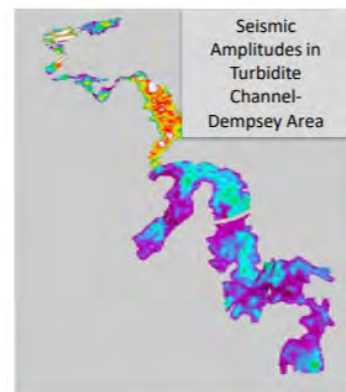 Seismic
Amplitudes in
Turbidite
Channel-
Dempsey Area